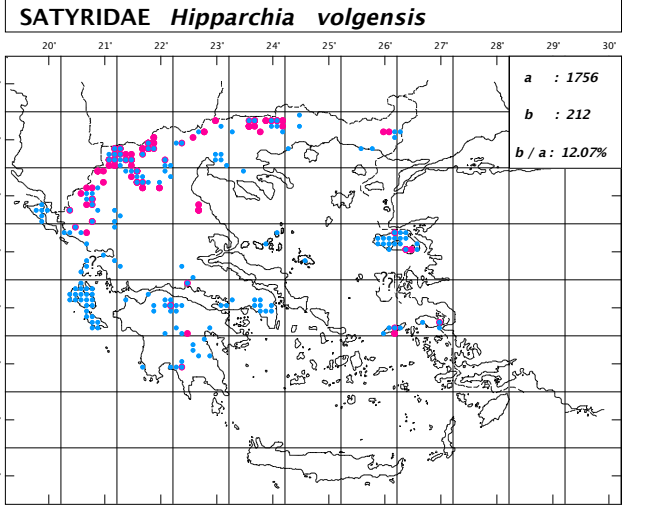 SATYRIDAE Hipparchia volgensis
20° 21° 22° 23° 24° 25° 26° 27° 28° 29° 30°
a : 1756
b : 212
b / a : 12.07%
?
??